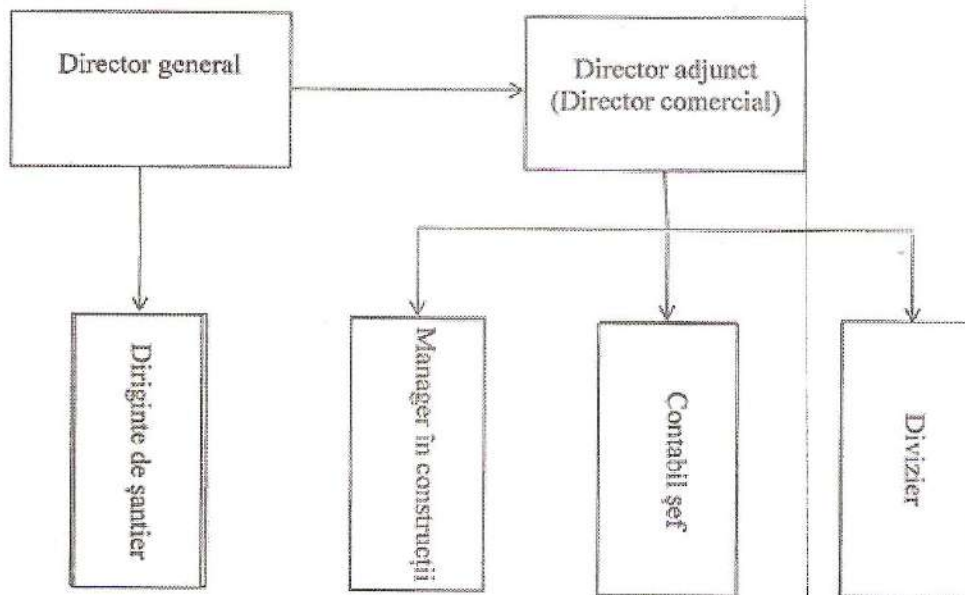 Director general
Director adjunct
(Director comercial)
Diriginte de şantier
Manager în construcţii
Contabil şef
Divizier